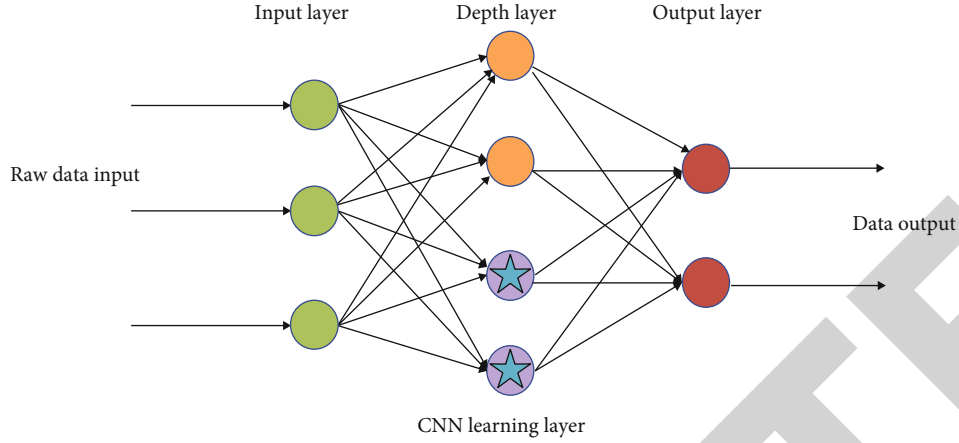 Input layer
Depth layer
Output layer
Raw data input
Data output
CNN learning layer